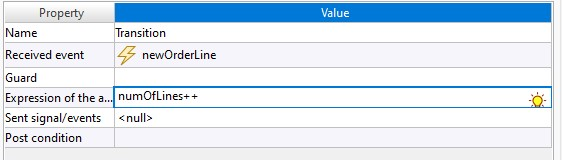 Property Value
Name Transition
Received event newOrderLine
Guard
Expression of the a... numOfLines++
Sent signal/events <null>
Post condition